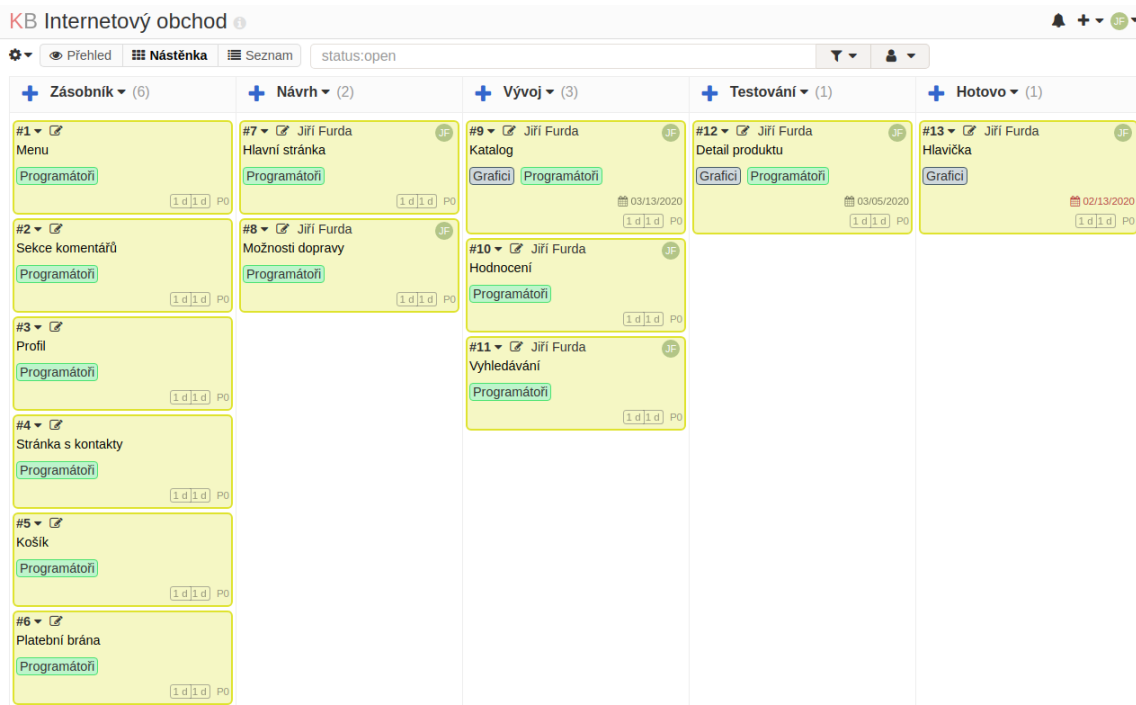 KB Internetový obchod
JF
Přehled Nástěnka Seznam status:open
Zásobník (6)
#1
Menu
Programátoři
1 d 1 d P0
#2
Sekce komentářů
Programátoři
1 d 1 d P0
#3
Profil
Programátoři
1 d 1 d P0
#4
Stránka s kontakty
Programátoři
1 d 1 d P0
#5
Košík
Programátoři
1 d 1 d P0
#6
Platební brána
Programátoři
1 d 1 d P0
Návrh (2)
#7 Jiří Furda JF
Hlavní stránka
Programátoři
1 d 1 d P0
#8 Jiří Furda JF
Možnosti dopravy
Programátoři
1 d 1 d P0
Vývoj (3)
#9 Jiří Furda JF
Katalog
Grafici Programátoři
03/13/2020
1 d 1 d P0
#10 Jiří Furda JF
Hodnocení
Programátoři
1 d 1 d P0
#11 Jiří Furda JF
Vyhledávání
Programátoři
1 d 1 d P0
Testování (1)
#12 Jiří Furda JF
Detail produktu
Grafici Programátoři
03/05/2020
1 d 1 d P0
Hotovo (1)
#13 Jiří Furda JF
Hlavička
Grafici
02/13/2020
1 d 1 d P0